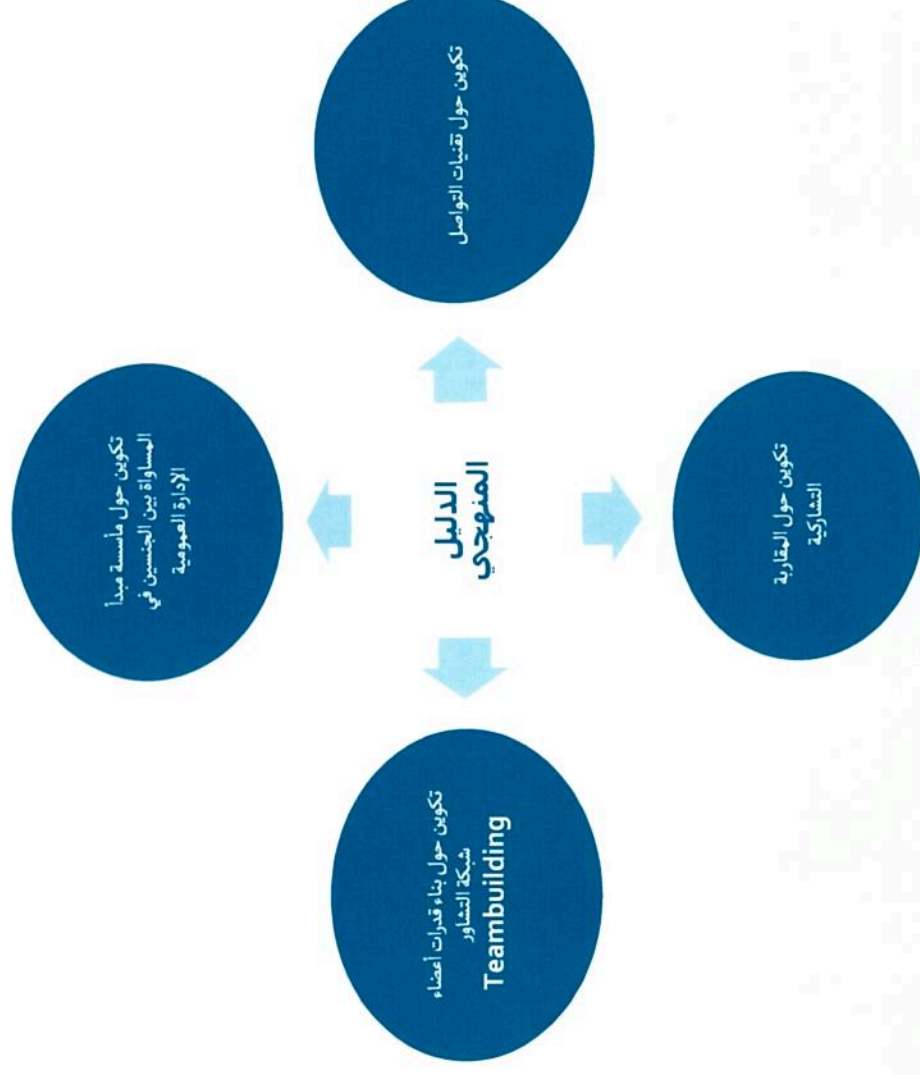 تكوين حول مأسسة مبدأ
المساواة بين الجنسين في
الإدارة العمومية
تكوين حول تقنيات التواصل
الدليل
المنهجي
تكوين حول بناء قدرات أعضاء
شبكة التشاور
Teambuilding
تكوين حول المقاربة
التشاركية